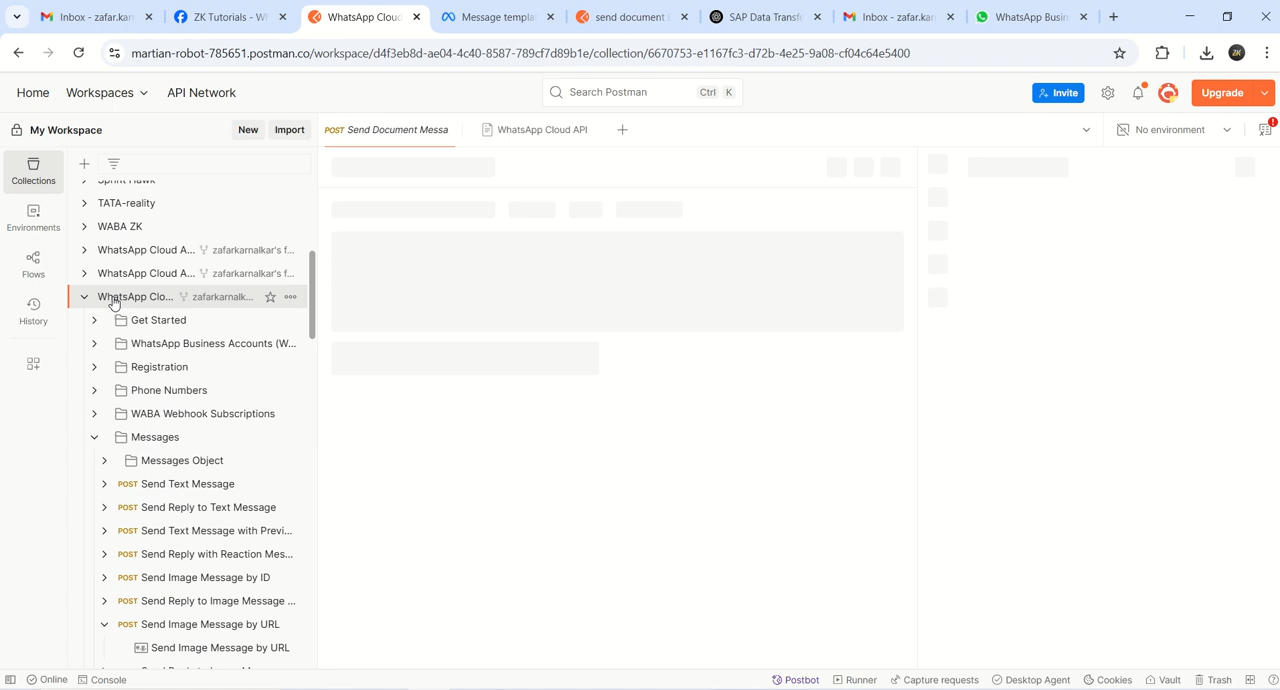 Inbox - zafar.kar
ZK Tutorials - Wh
WhatsApp Cloud
Message templa
send document
SAP Data Transf
Inbox - zafar.kar
WhatsApp Busin
martian-robot-785651.postman.co/workspace/d4f3eb8d-ae04-4c40-8587-789cf7d89b1e/collection/6670753-e1167fc3-d72b-4e25-9a08-cf04c64e5400
ZK
Home
Workspaces
API Network
Search Postman
Ctrl K
Invite
Upgrade
My Workspace
New
Import
POST Send Document Messa
WhatsApp Cloud API
No environment
Collections
Environments
Flows
History
Sprint Hawk
TATA-reality
WABA ZK
WhatsApp Cloud A... zafarkarnalkar's f...
WhatsApp Cloud A... zafarkarnalkar's f...
WhatsApp Clo... zafarkarnalk...
Get Started
WhatsApp Business Accounts (W...
Registration
Phone Numbers
WABA Webhook Subscriptions
Messages
Messages Object
POST Send Text Message
POST Send Reply to Text Message
POST Send Text Message with Previ...
POST Send Reply with Reaction Mes...
POST Send Image Message by ID
POST Send Reply to Image Message ...
POST Send Image Message by URL
Send Image Message by URL
Online
Console
Postbot
Runner
Capture requests
Desktop Agent
Cookies
Vault
Trash